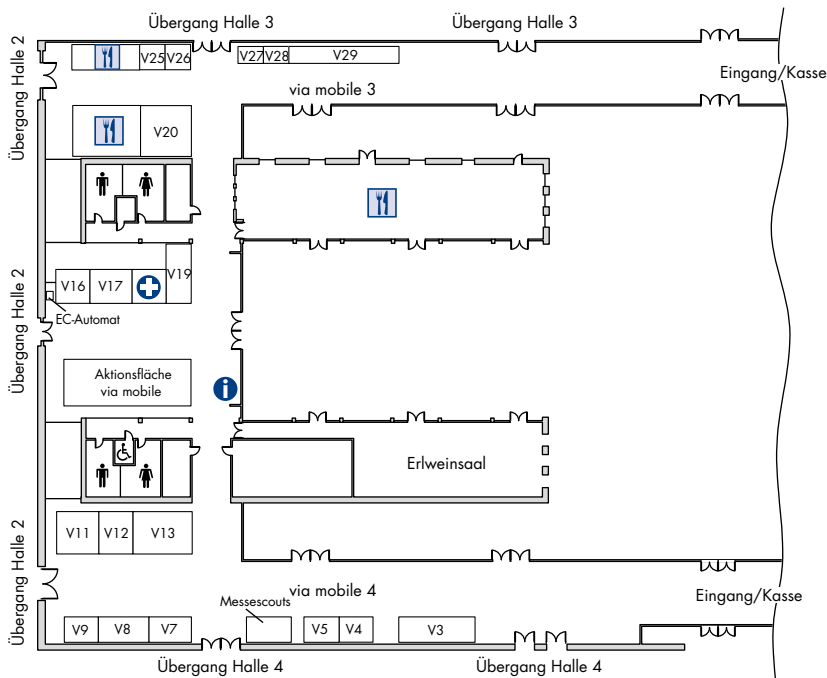 Übergang Halle 3
Übergang Halle 3
Übergang Halle 2
V25
V26
V27
V28
V29
Eingang/Kasse
via mobile 3
V20
V19
V16
V17
EC-Automat
Übergang Halle 2
Aktionsfläche
via mobile
i
Erlweinsaal
V11
V12
V13
Übergang Halle 2
via mobile 4
Eingang/Kasse
Messescouts
V9
V8
V7
V5
V4
V3
Übergang Halle 4
Übergang Halle 4